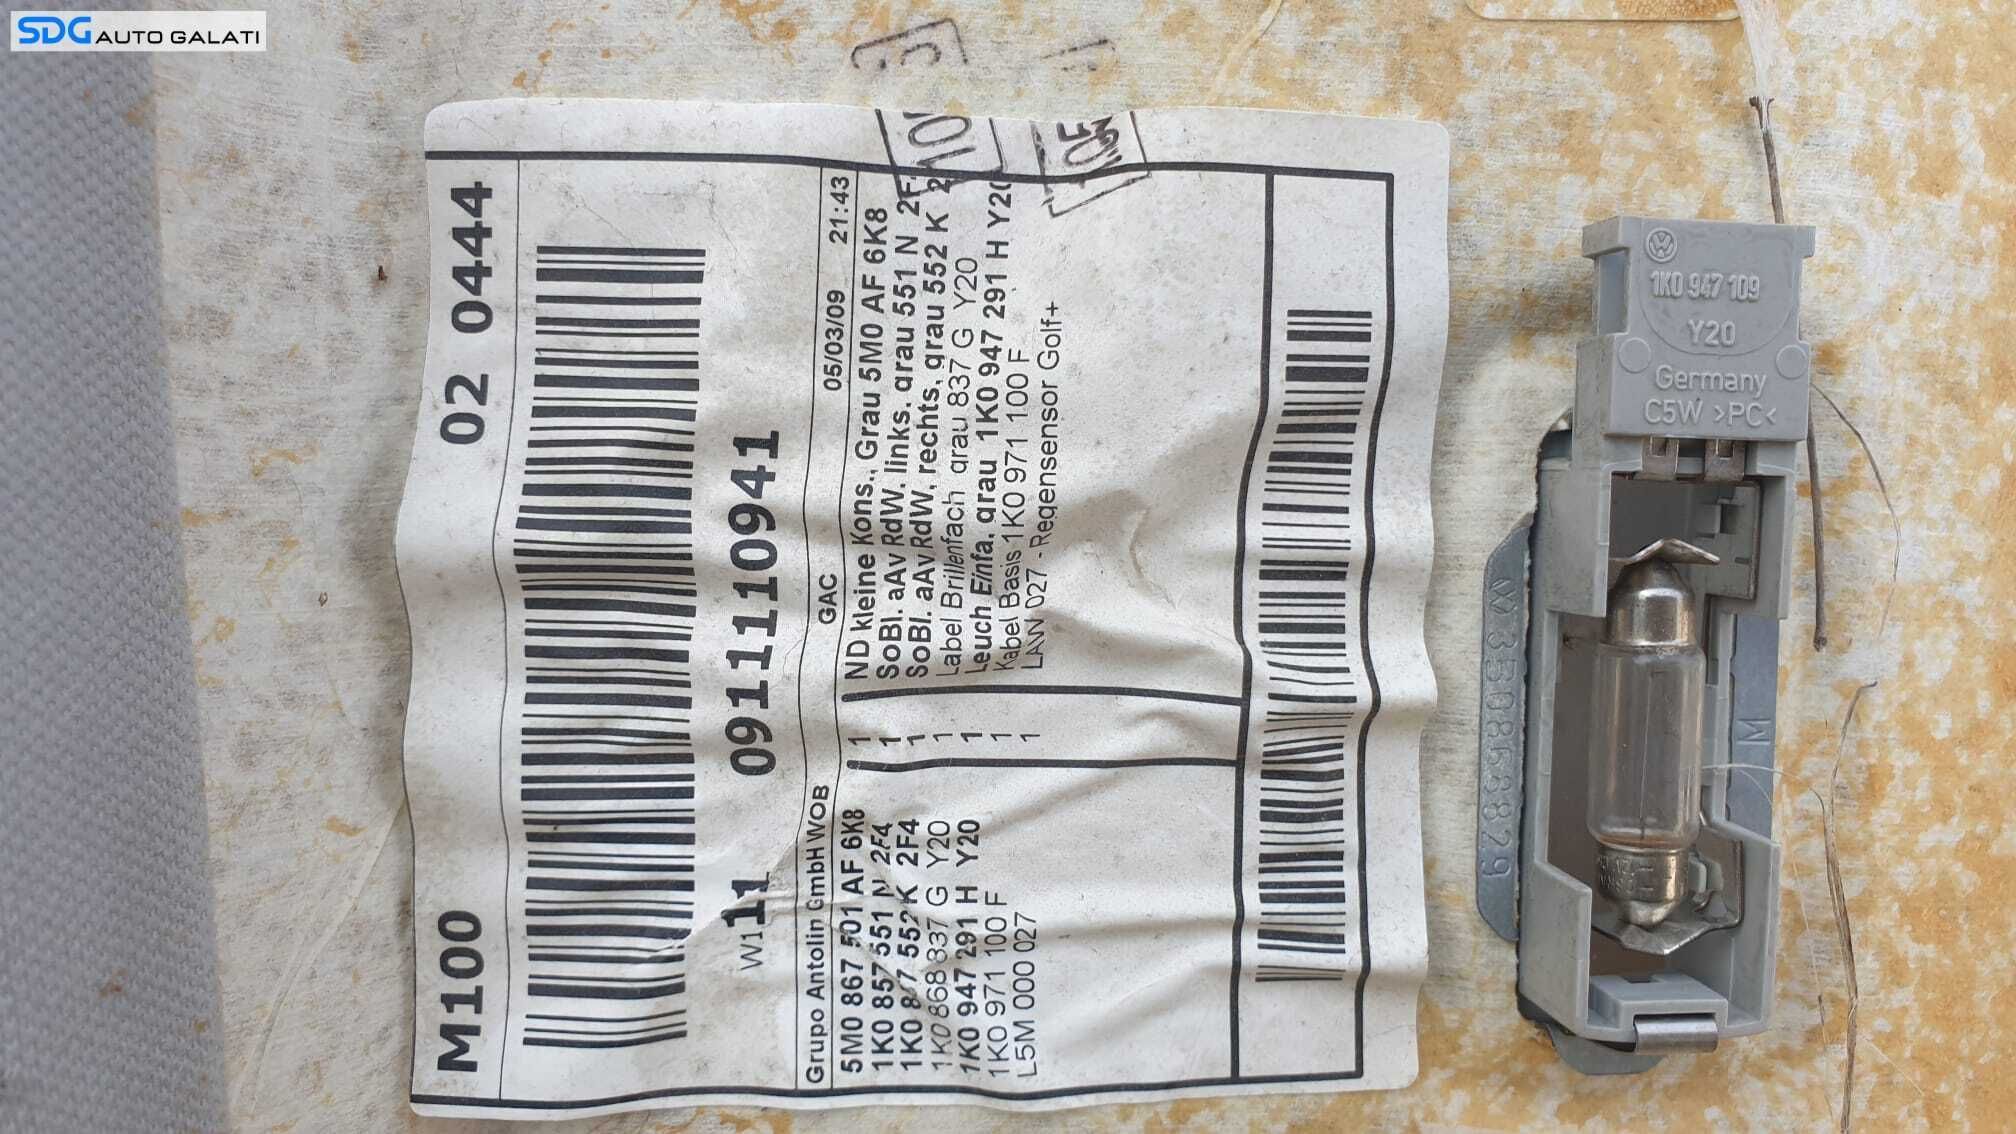 SDG AUTO GALATI
M100 02 0444
W111 091110941
Grupo Antolin GmbH WOB GAC 05/03/09 21:43
5M0 867 501 AF 6K8 1 ND kleine Kons., Grau 5M0 AF 6K8
1K0 857 551 N 2F4 1 SoBl. aAv RdW. links. grau 551 N 2F
1K0 857 552 K 2F4 1 SoBl. aAv RdW, rechts, grau 552 K 2
1K0 868 837 G Y20 1 Label Brillenfach grau 837 G Y20
1K0 947 291 H Y20 1 Leuch Einfa. grau 1K0 947 291 H Y20
1K0 971 100 F 1 Kabel Basis 1K0 971 100 F
L5M 000 027 1 LAW 027 - Regensensor Golf+
1K0 947 109
Y20
Germany
C5W >PC<
3B0868829
M